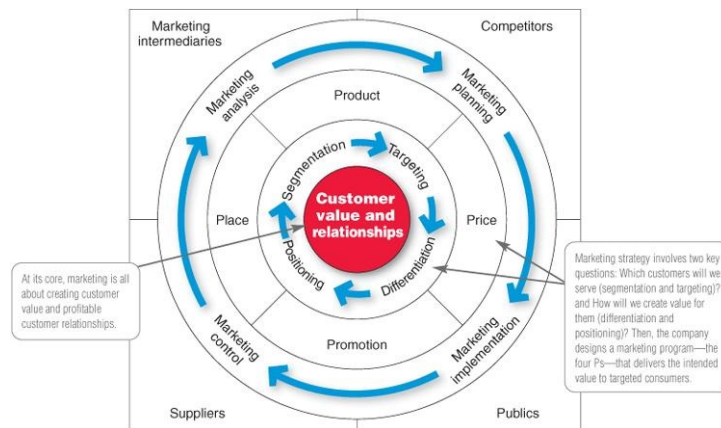 Marketing
intermediaries
Competitors
Marketing
analysis
Marketing
planning
Product
Segmentation
Targeting
Customer
value and
relationships
Place
Price
Positioning
Differentiation
At its core, marketing is all
about creating customer
value and profitable
customer relationships.
Marketing strategy involves two key
questions: Which customers will we
serve (segmentation and targeting)?
and How will we create value for
them (differentiation and
positioning)? Then, the company
designs a marketing program—the
four Ps—that delivers the intended
value to targeted consumers.
Promotion
Marketing
control
Marketing
implementation
Suppliers
Publics